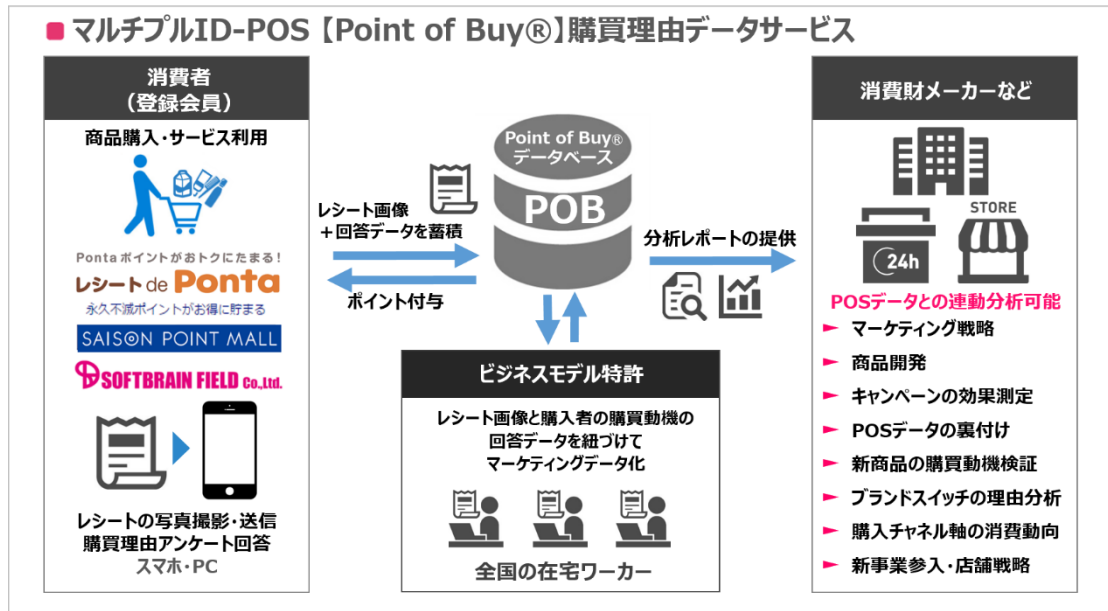 マルチプルID-POS【Point of Buy®】購買理由データサービス
消費者
（登録会員）
商品購入・サービス利用
Pontaポイントがおトクにたまる！
レシート de Ponta
永久不滅ポイントがお得に貯まる
SAISON POINT MALL
SOFTBRAIN FIELD Co.,Ltd.
レシートの写真撮影・送信
購買理由アンケート回答
スマホ・PC
レシート画像
＋回答データを蓄積
ポイント付与
Point of Buy®
データベース
POB
分析レポートの提供
ビジネスモデル特許
レシート画像と購入者の購買動機の
回答データを紐づけて
マーケティングデータ化
全国の在宅ワーカー
消費財メーカーなど
24h
STORE
POSデータとの連動分析可能
► マーケティング戦略
► 商品開発
► キャンペーンの効果測定
► POSデータの裏付け
► 新商品の購買動機検証
► ブランドスイッチの理由分析
► 購入チャネル軸の消費動向
► 新事業参入・店舗戦略